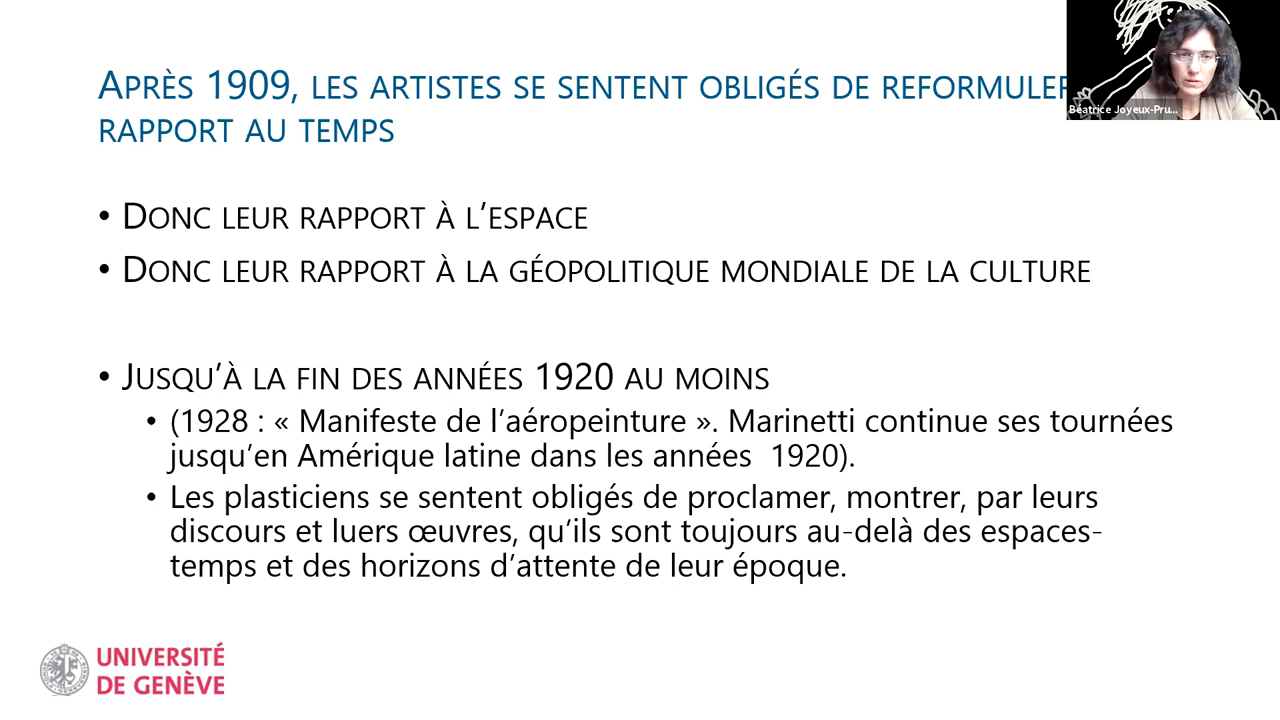 Après 1909, les artistes se sentent obligés de reformuler
rapport au temps
Béatrice Joyeux-Pru...
• Donc leur rapport à l’espace
• Donc leur rapport à la géopolitique mondiale de la culture
• Jusqu’à la fin des années 1920 au moins
• (1928 : « Manifeste de l’aéropeinture ». Marinetti continue ses tournées
jusqu’en Amérique latine dans les années 1920).
• Les plasticiens se sentent obligés de proclamer, montrer, par leurs
discours et luers œuvres, qu’ils sont toujours au-delà des espaces-
temps et des horizons d’attente de leur époque.
UNIVERSITÉ
DE GENÈVE